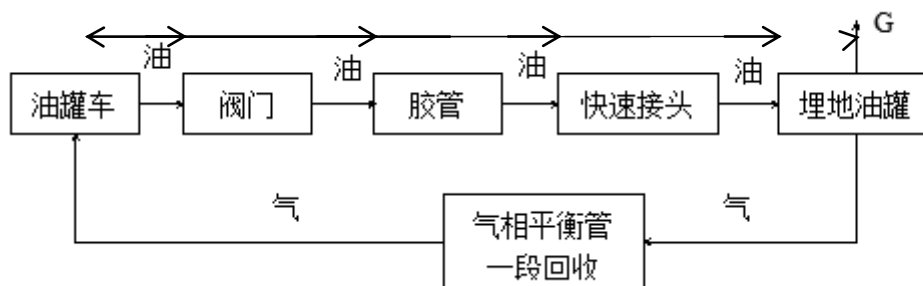 G
油 油 油 油
油罐车 阀门 胶管 快速接头 埋地油罐
气 气
气相平衡管
一段回收